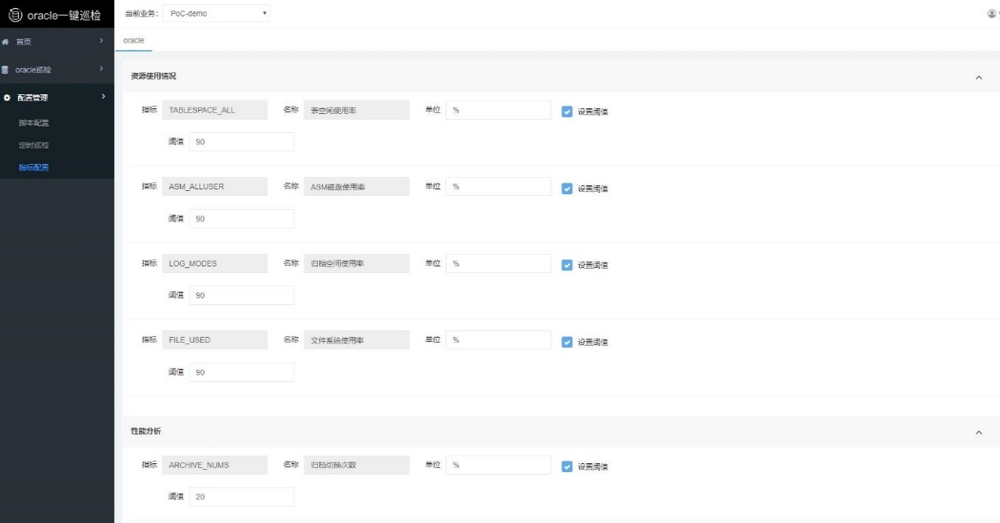 oracle一键巡检
当前业务: PoC-demo
首页
oracle巡检
配置管理
脚本配置
定时巡检
指标配置
oracle
资源使用情况
指标 TABLESPACE_ALL 名称 表空间使用率 单位 % 设置阈值
阈值 90
指标 ASM_ALLUSER 名称 ASM磁盘使用率 单位 % 设置阈值
阈值 90
指标 LOG_MODES 名称 归档空间使用率 单位 % 设置阈值
阈值 90
指标 FILE_USED 名称 文件系统使用率 单位 % 设置阈值
阈值 90
性能分析
指标 ARCHIVE_NUMS 名称 归档切换次数 单位 % 设置阈值
阈值 20